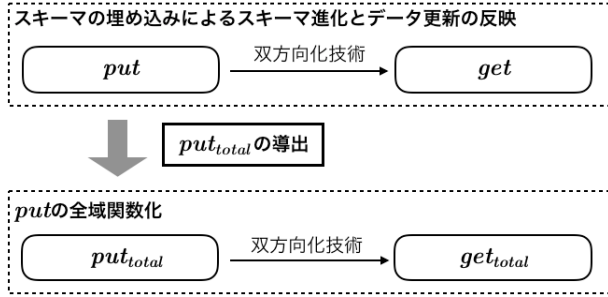 スキーマの埋め込みによるスキーマ進化とデータ更新の反映
put 双方向化技術 get
put_total の導出
putの全域関数化
put_total 双方向化技術 get_total